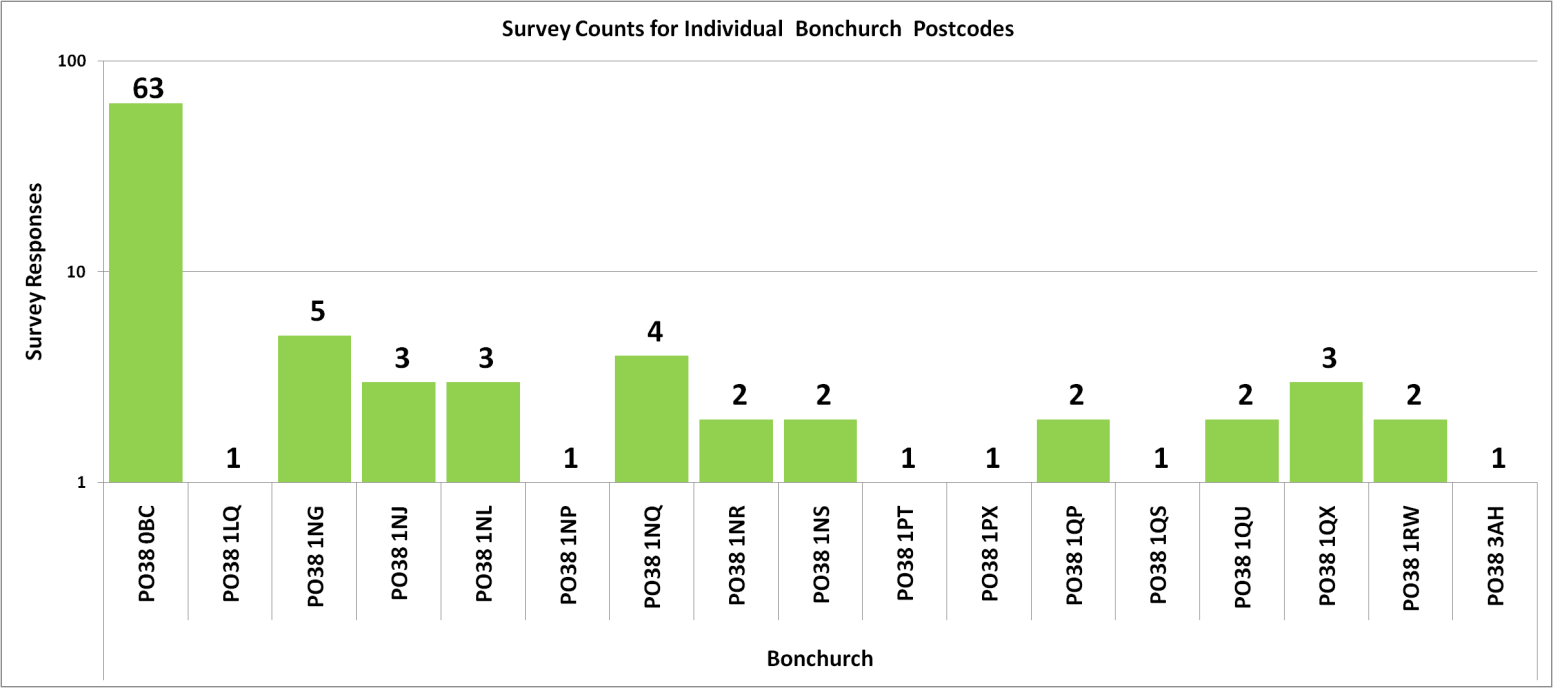 Survey Counts for Individual Bonchurch Postcodes
100
10
1
Survey Responses
63
1
5
3
3
1
4
2
2
1
1
2
1
2
3
2
1
PO38 0BC
PO38 1LQ
PO38 1NG
PO38 1NJ
PO38 1NL
PO38 1NP
PO38 1NQ
PO38 1NR
PO38 1NS
PO38 1PT
PO38 1PX
PO38 1QP
PO38 1QS
PO38 1QU
PO38 1QX
PO38 1RW
PO38 3AH
Bonchurch